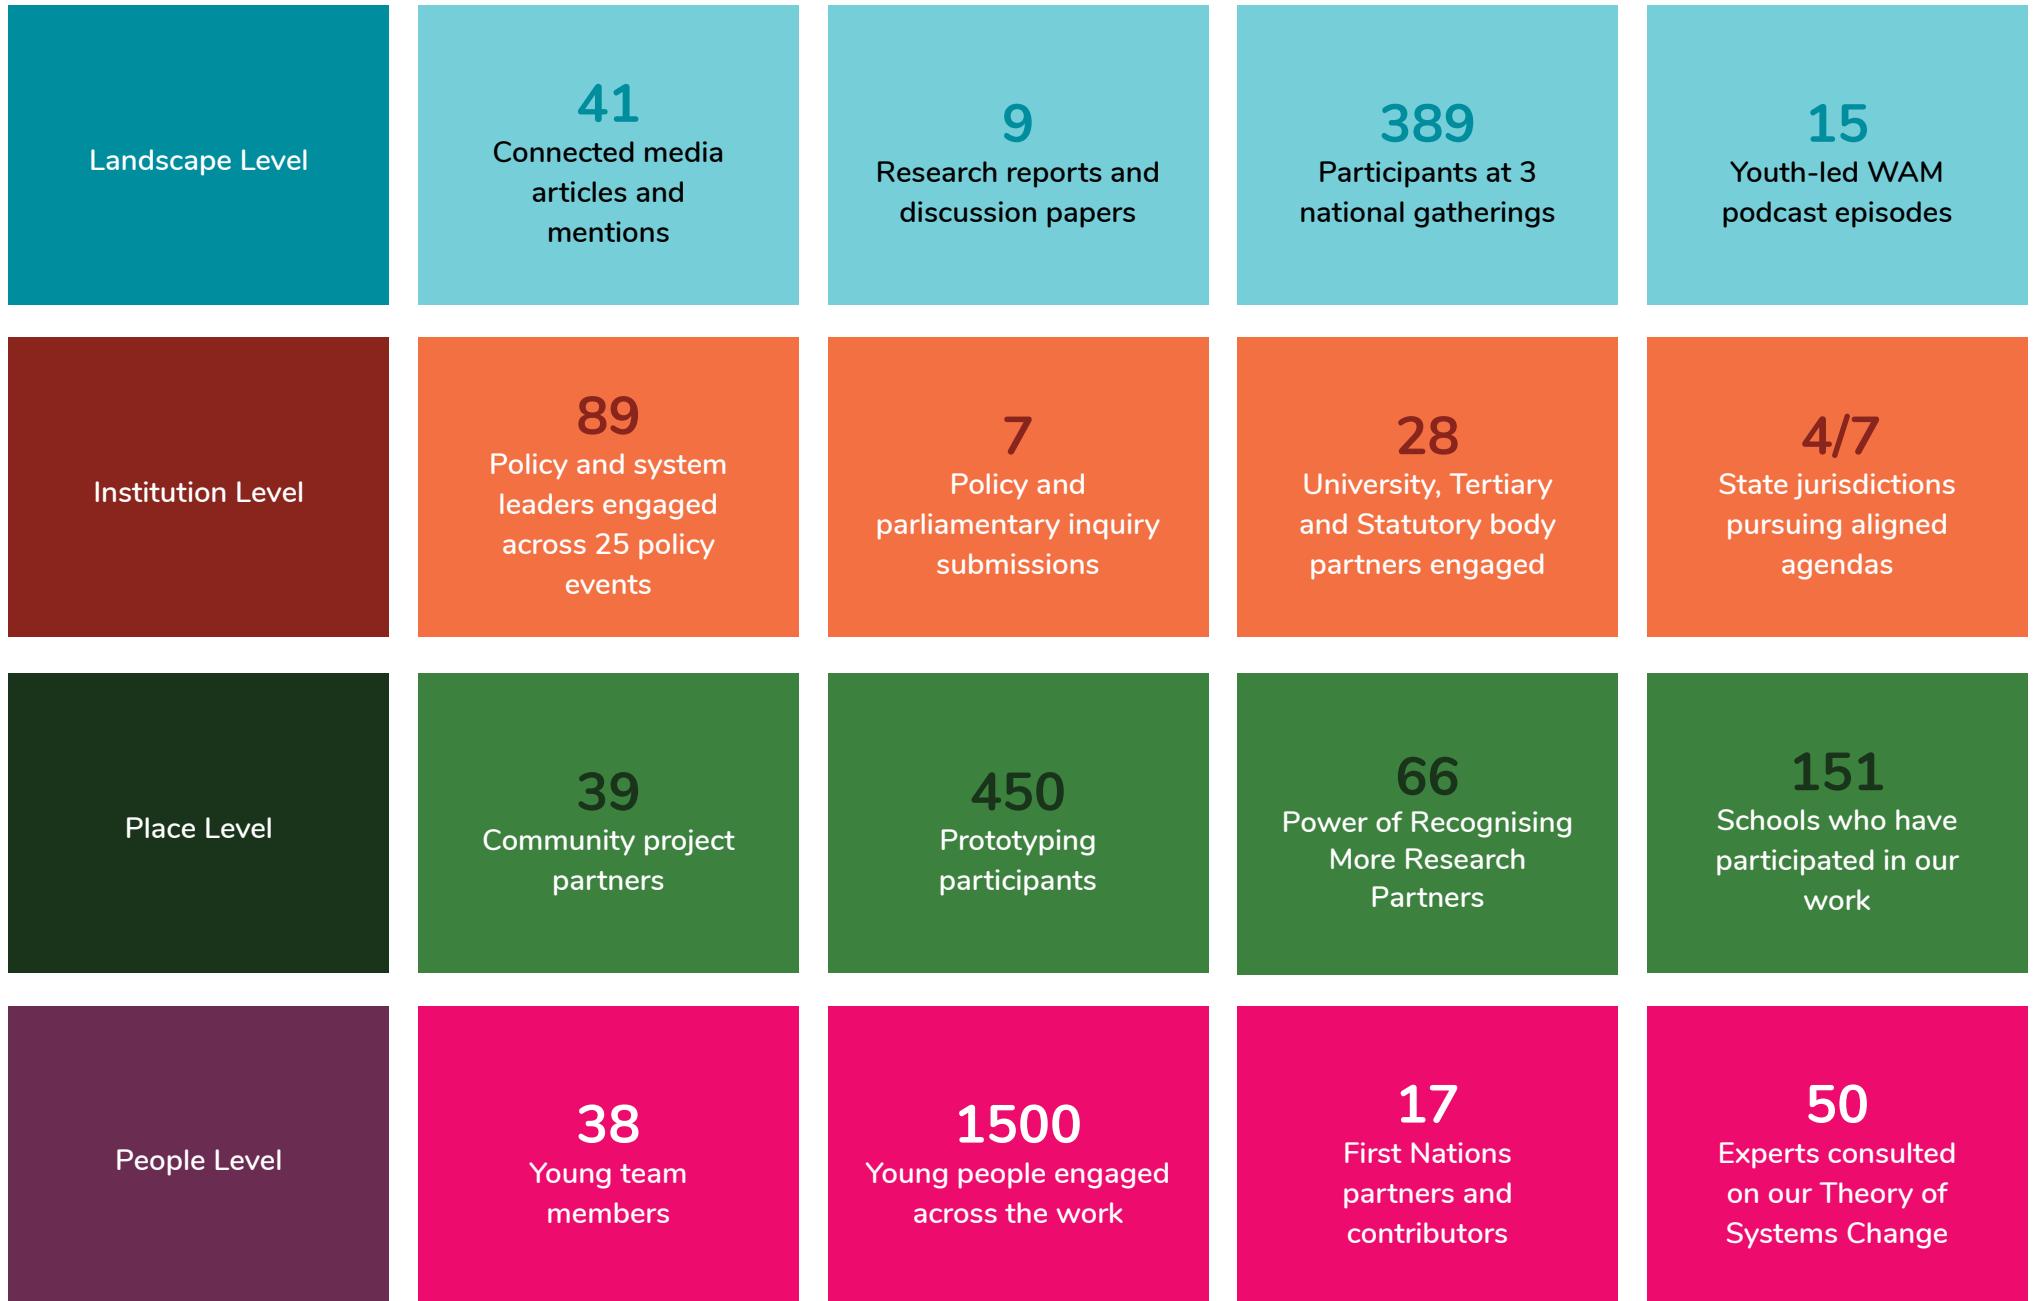 Landscape Level
41
Connected media
articles and
mentions
9
Research reports and
discussion papers
389
Participants at 3
national gatherings
15
Youth-led WAM
podcast episodes
Institution Level
89
Policy and system
leaders engaged
across 25 policy
events
7
Policy and
parliamentary inquiry
submissions
28
University, Tertiary
and Statutory body
partners engaged
4/7
State jurisdictions
pursuing aligned
agendas
Place Level
39
Community project
partners
450
Prototyping
participants
66
Power of Recognising
More Research
Partners
151
Schools who have
participated in our
work
People Level
38
Young team
members
1500
Young people engaged
across the work
17
First Nations
partners and
contributors
50
Experts consulted
on our Theory of
Systems Change